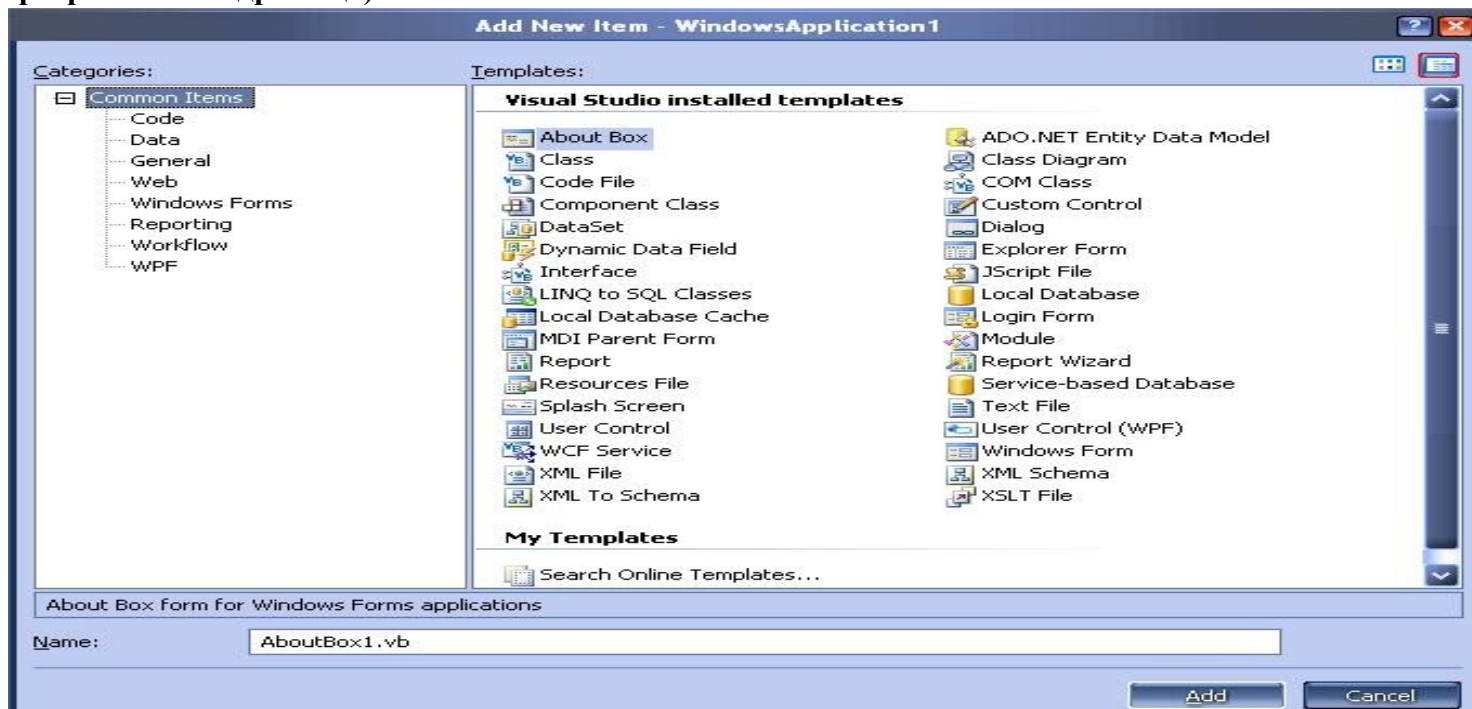 Add New Item - WindowsApplication1
Categories:
Templates:
Common Items
Code
Data
General
Web
Windows Forms
Reporting
Workflow
WPF
Visual Studio installed templates
About Box
ADO.NET Entity Data Model
Class
Class Diagram
Code File
COM Class
Component Class
Custom Control
DataSet
Dialog
Dynamic Data Field
Explorer Form
Interface
JScript File
LINQ to SQL Classes
Local Database
Local Database Cache
Login Form
MDI Parent Form
Module
Report
Report Wizard
Resources File
Service-based Database
Splash Screen
Text File
User Control
User Control (WPF)
WCF Service
Windows Form
XML File
XML Schema
XML To Schema
XSLT File
My Templates
Search Online Templates...
About Box form for Windows Forms applications
Name:
AboutBox1.vb
Add
Cancel